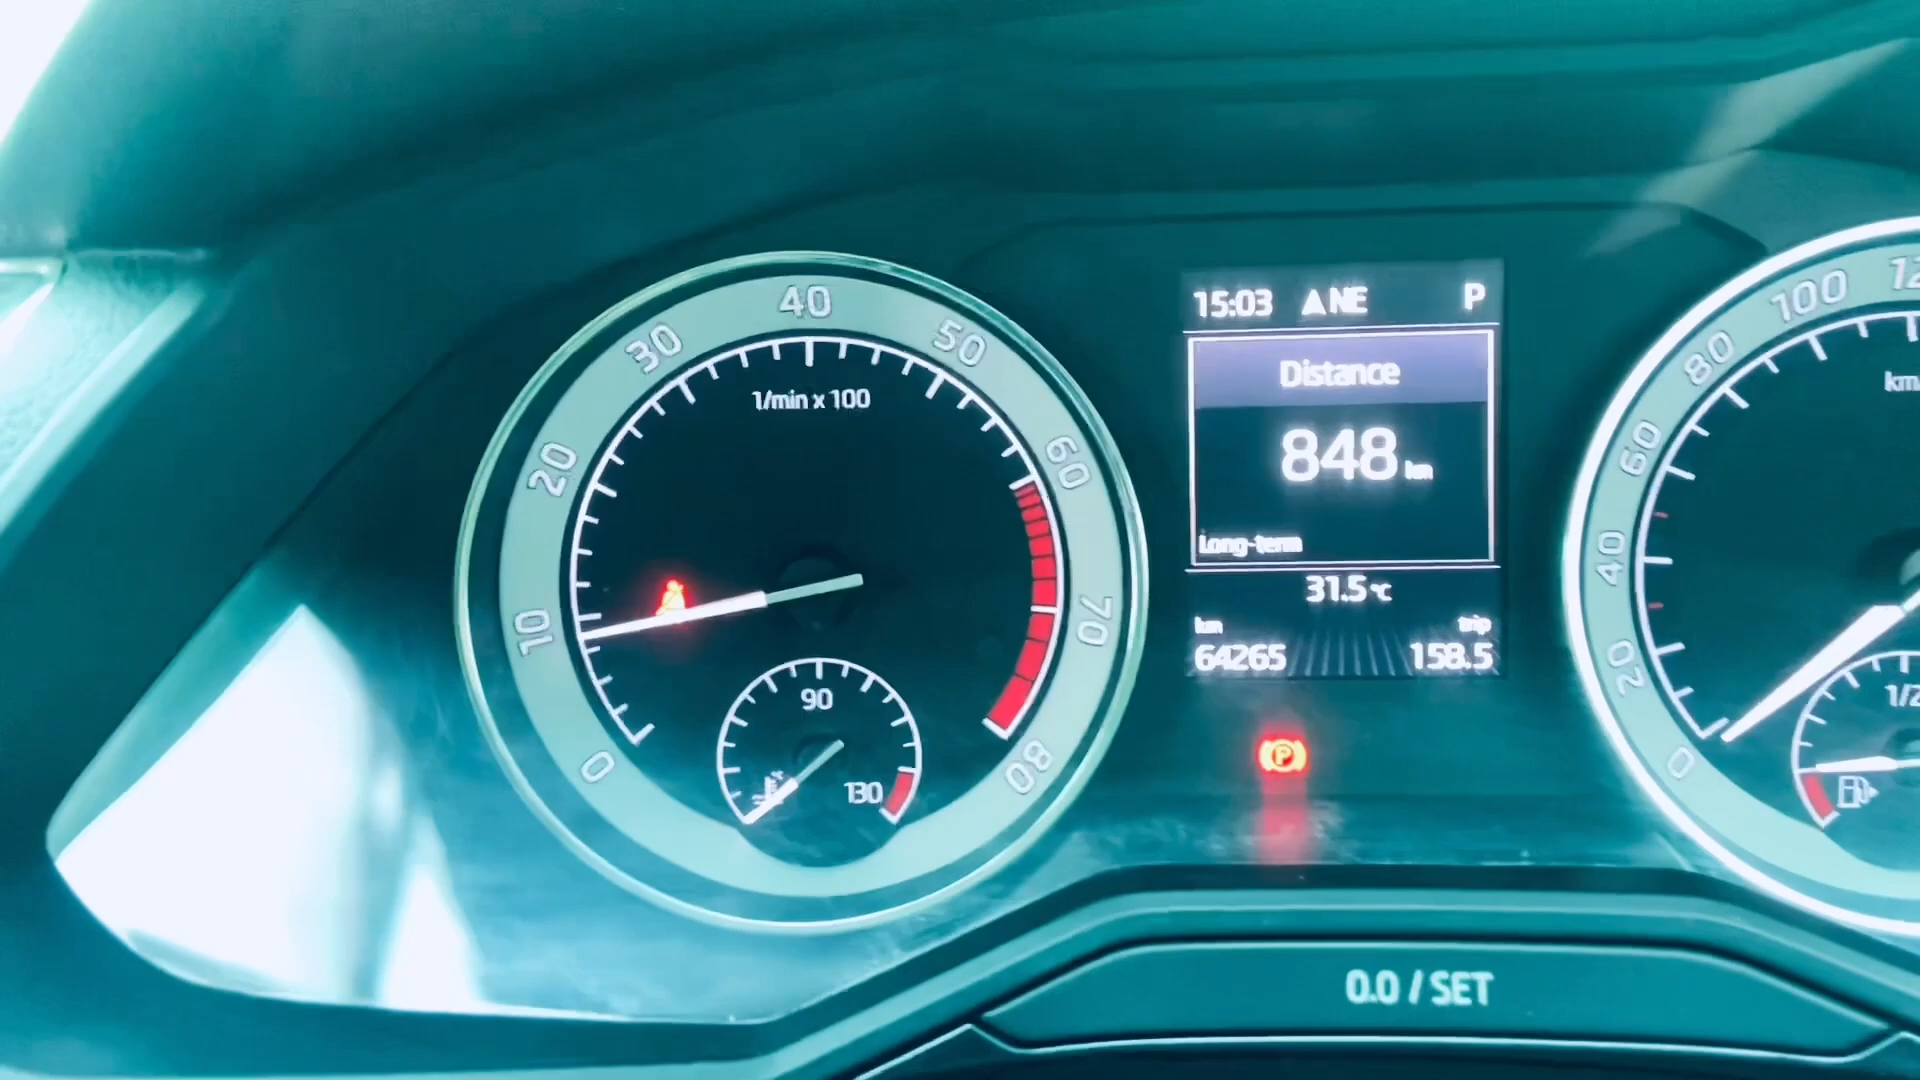 0
10
20
30
40
50
60
70
80
1/min x 100
90
130
15:03 ▲NE P
Distance
848 km
Long-term
31.5 °C
km trip
64265 158.5
P
0
20
40
60
80
100
1/2
0.0 / SET